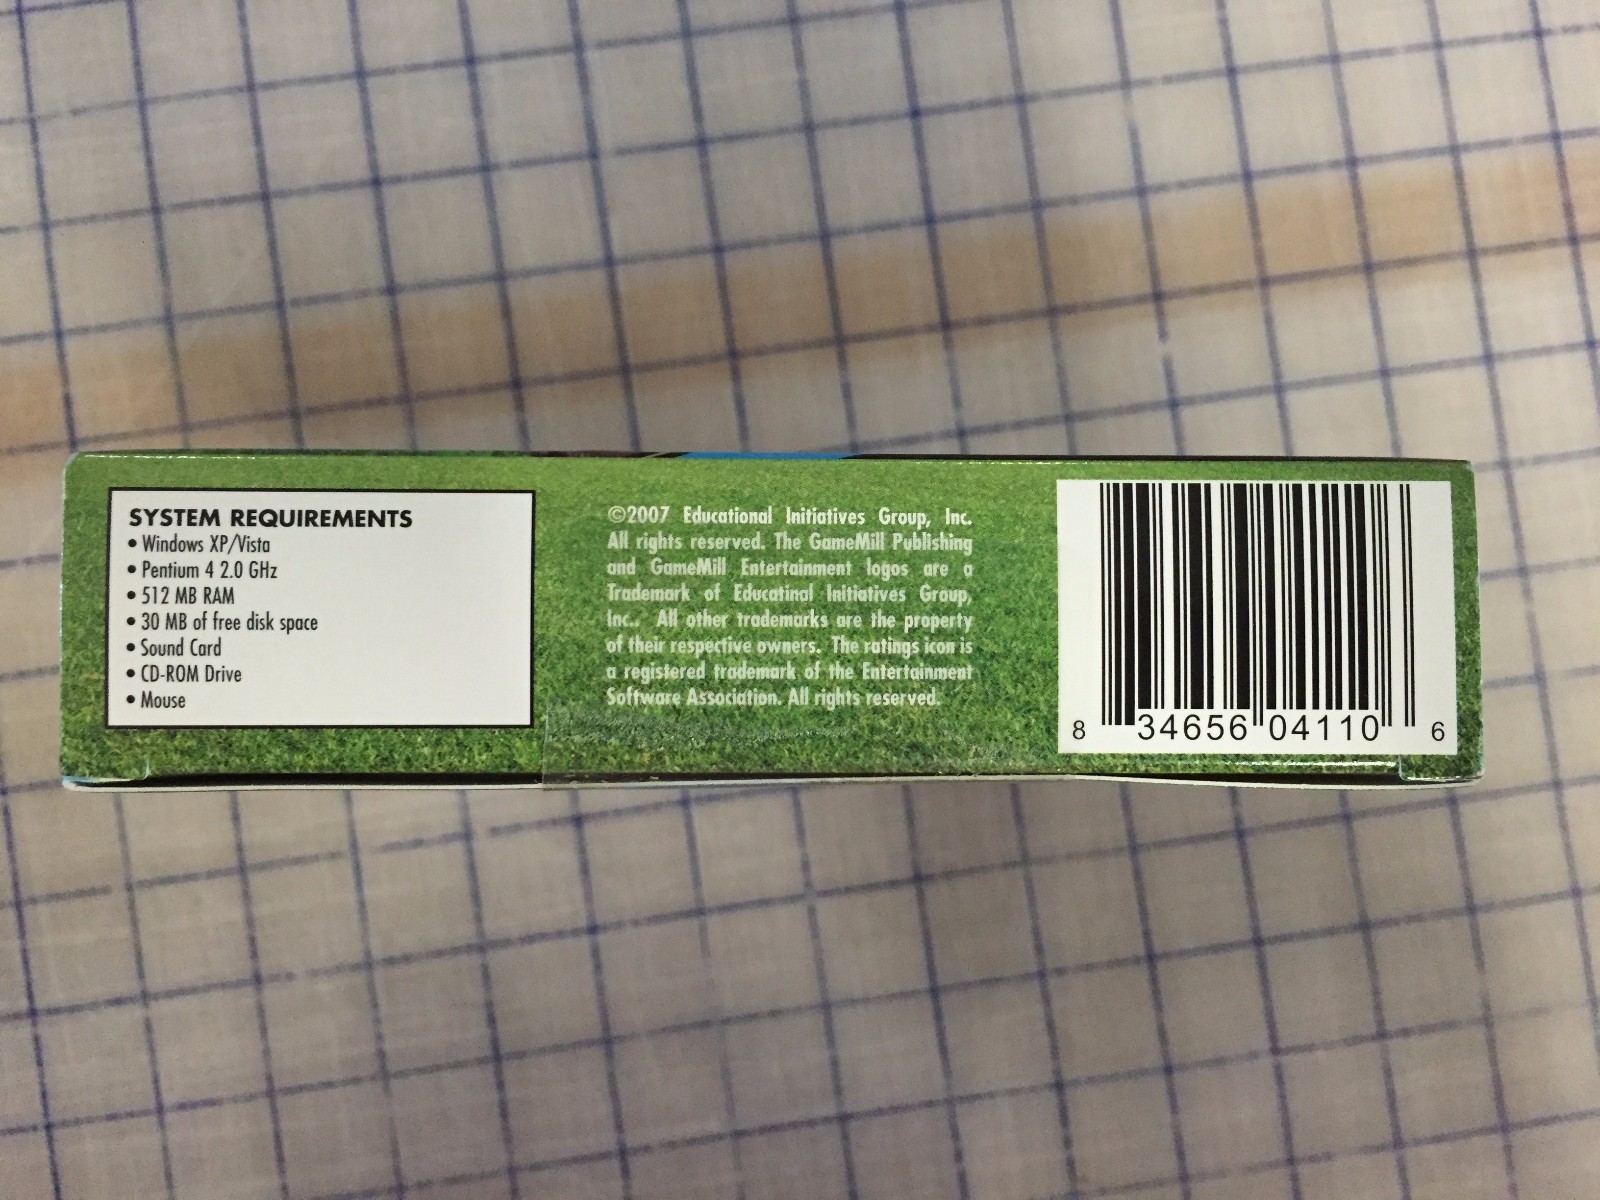 SYSTEM REQUIREMENTS
• Windows XP/Vista
• Pentium 4 2.0 GHz
• 512 MB RAM
• 30 MB of free disk space
• Sound Card
• CD-ROM Drive
• Mouse
©2007 Educational Initiatives Group, Inc.
All rights reserved. The GameMill Publishing
and GameMill Entertainment logos are a
Trademark of Educatinal Initiatives Group,
Inc.. All other trademarks are the property
of their respective owners. The ratings icon is
a registered trademark of the Entertainment
Software Association. All rights reserved.
8 34656 04110 6